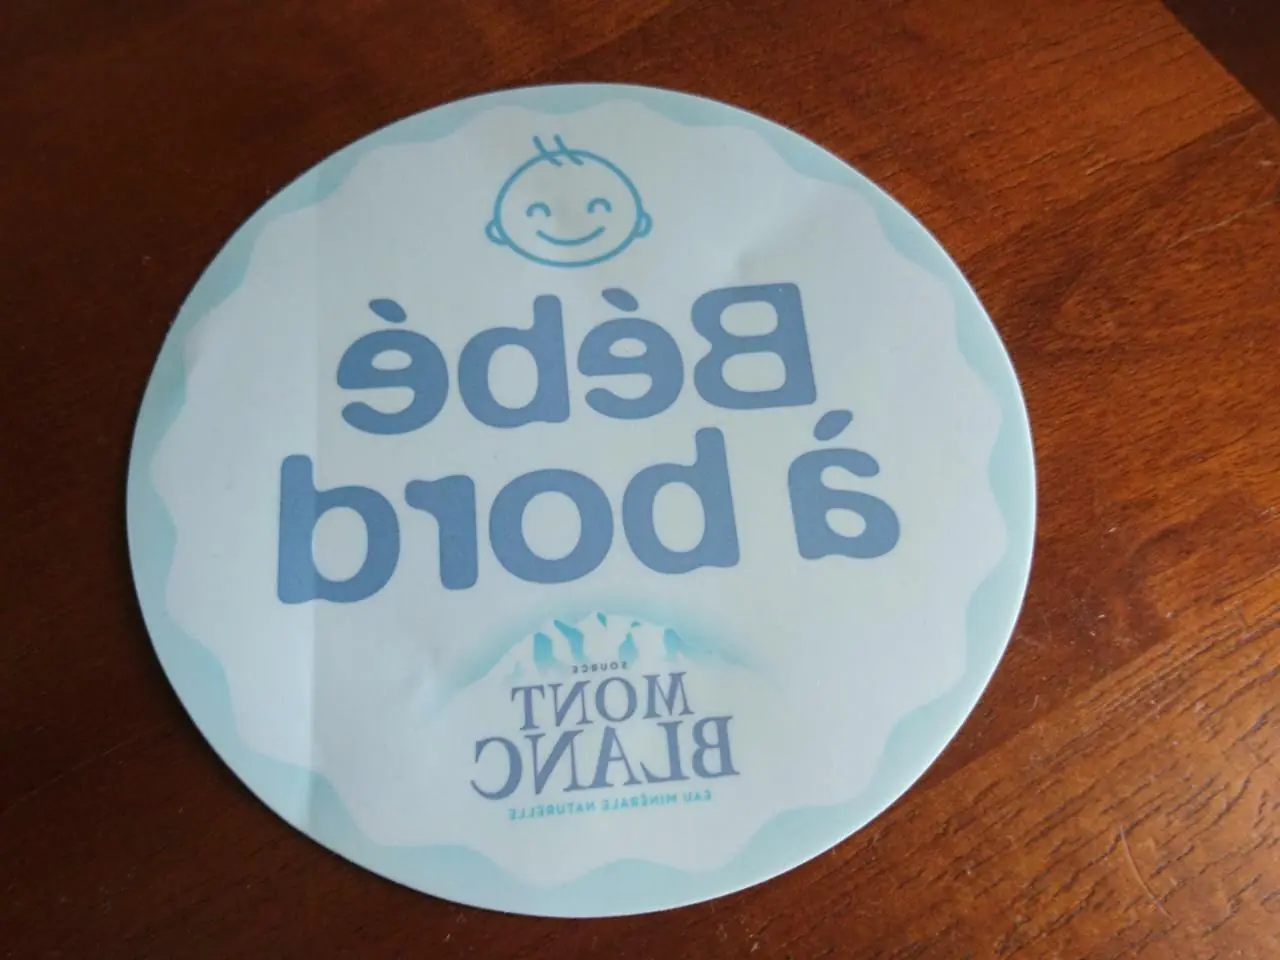 Bébé
à bord
SOURCE
MONT
BLANC
EAU MINÉRALE NATURELLE